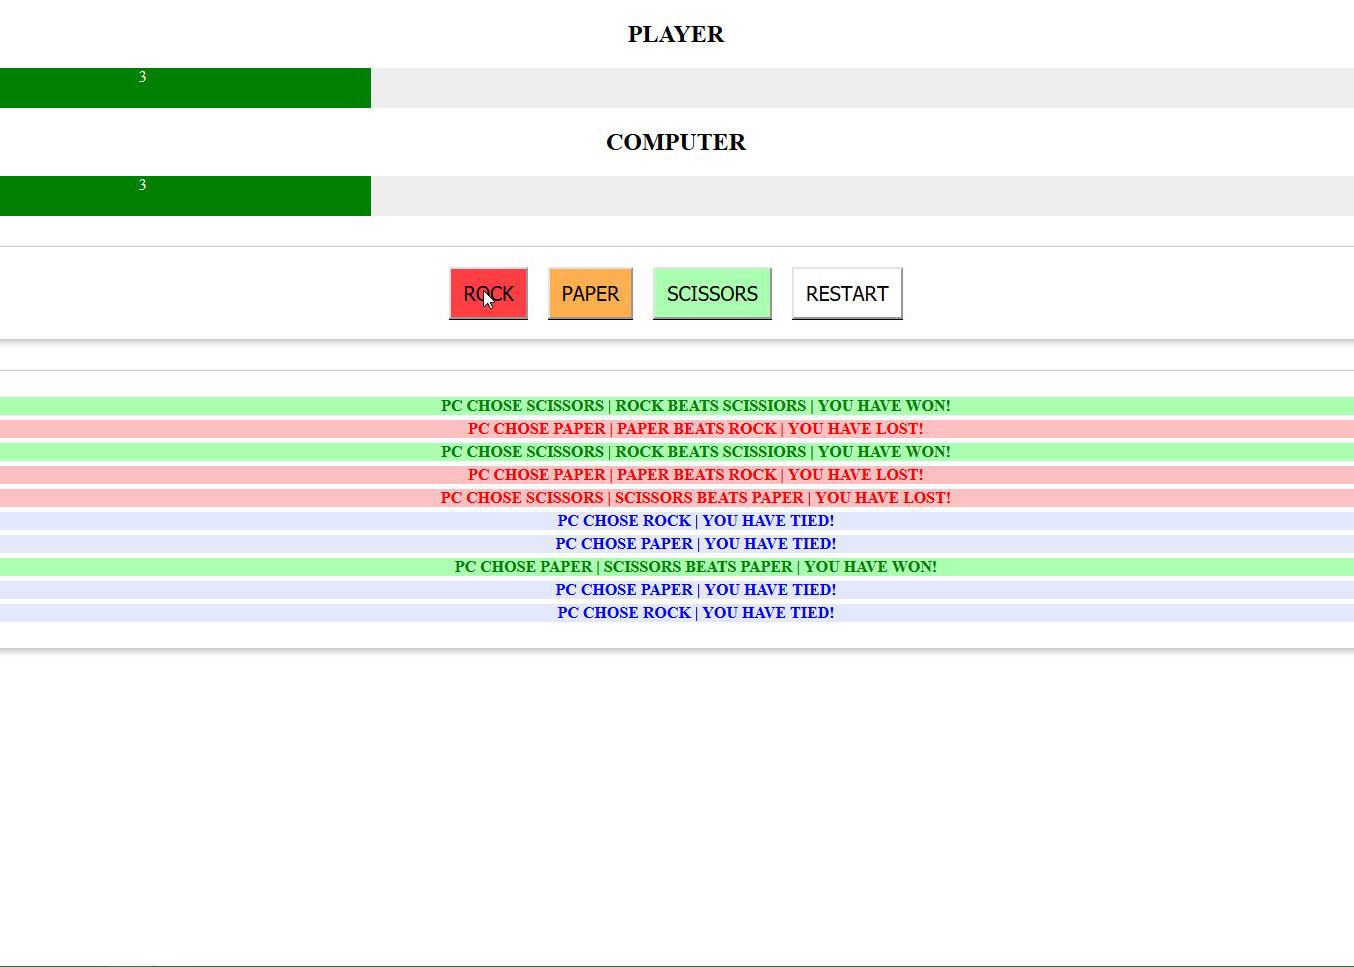 PLAYER
3
COMPUTER
3
ROCK PAPER SCISSORS RESTART
PC CHOSE SCISSORS | ROCK BEATS SCISSIORS | YOU HAVE WON!
PC CHOSE PAPER | PAPER BEATS ROCK | YOU HAVE LOST!
PC CHOSE SCISSORS | ROCK BEATS SCISSIORS | YOU HAVE WON!
PC CHOSE PAPER | PAPER BEATS ROCK | YOU HAVE LOST!
PC CHOSE SCISSORS | SCISSORS BEATS PAPER | YOU HAVE LOST!
PC CHOSE ROCK | YOU HAVE TIED!
PC CHOSE PAPER | YOU HAVE TIED!
PC CHOSE PAPER | SCISSORS BEATS PAPER | YOU HAVE WON!
PC CHOSE PAPER | YOU HAVE TIED!
PC CHOSE ROCK | YOU HAVE TIED!